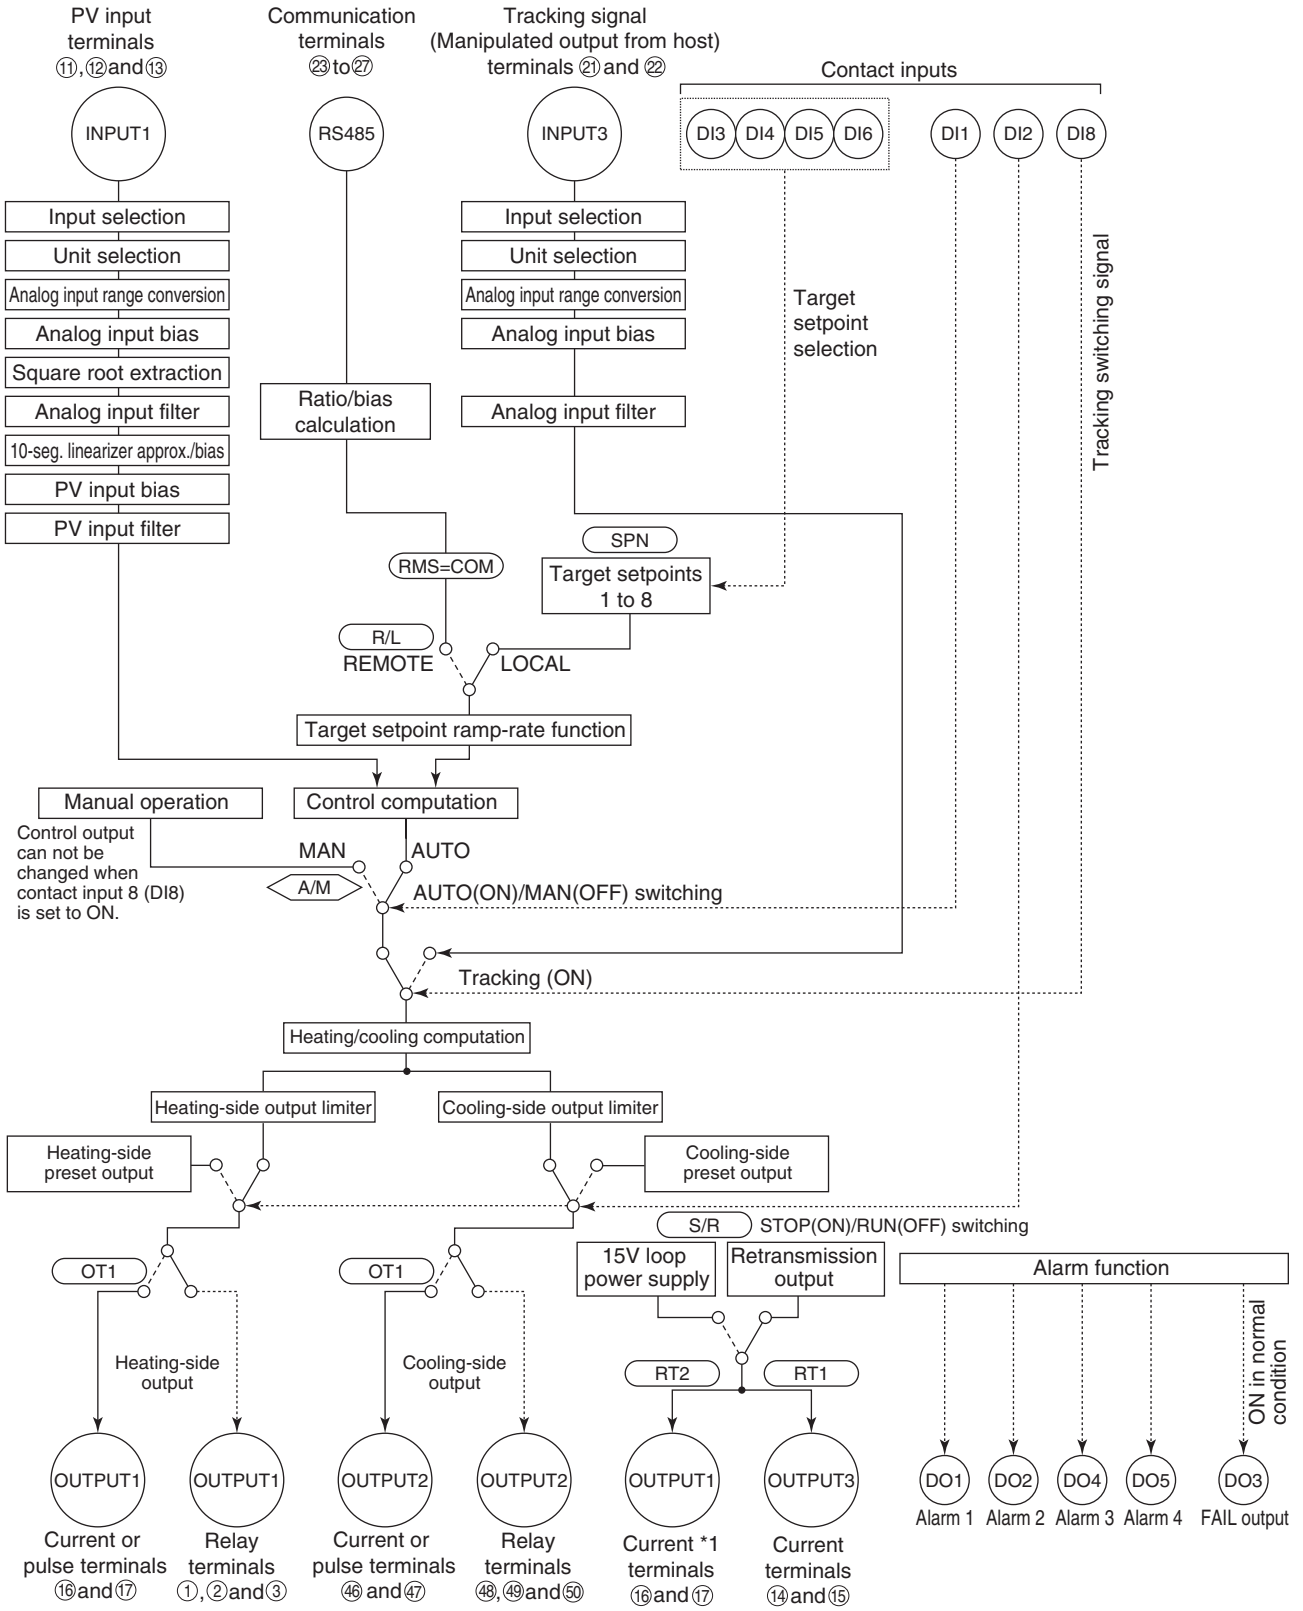 PV input
terminals
⑪,⑫and⑬
Communication
terminals
㉓to㉗
Tracking signal
(Manipulated output from host)
terminals ㉑ and ㉒
Contact inputs
INPUT1
RS485
INPUT3
DI3
DI4
DI5
DI6
DI1
DI2
DI8
Input selection
Unit selection
Analog input range conversion
Analog input bias
Square root extraction
Analog input filter
10-seg. linearizer approx./bias
PV input bias
PV input filter
Ratio/bias
calculation
Input selection
Unit selection
Analog input range conversion
Analog input bias
Analog input filter
Target
setpoint
selection
Tracking switching signal
SPN
Target setpoints
1 to 8
RMS=COM
R/L
REMOTE
LOCAL
Target setpoint ramp-rate function
Manual operation
Control computation
Control output
can not be
changed when
contact input 8 (DI8)
is set to ON.
MAN
AUTO
A/M
AUTO(ON)/MAN(OFF) switching
Tracking (ON)
Heating/cooling computation
Heating-side output limiter
Cooling-side output limiter
Heating-side
preset output
Cooling-side
preset output
S/R
STOP(ON)/RUN(OFF) switching
OT1
OT1
15V loop
power supply
Retransmission
output
Alarm function
Heating-side
output
Cooling-side
output
RT2
RT1
ON in normal
condition
OUTPUT1
OUTPUT1
OUTPUT2
OUTPUT2
OUTPUT1
OUTPUT3
DO1
DO2
DO4
DO5
DO3
Alarm 1
Alarm 2
Alarm 3
Alarm 4
FAIL output
Current or
pulse terminals
⑯and⑰
Relay
terminals
①,②and③
Current or
pulse terminals
㊻and㊼
Relay
terminals
㊽,㊾and㊿
Current *1
terminals
⑯and⑰
Current
terminals
⑭and⑮